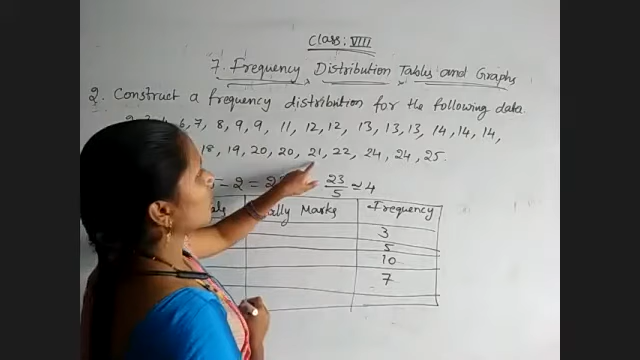 Class: VIII
7. Frequency Distribution Tables and Graphs
2. Construct a frequency distribution for the following data.
6, 7, 8, 9, 9, 11, 12, 12, 13, 13, 13, 14, 14, 14,
18, 19, 20, 20, 21, 22, 24, 24, 25.
- 2 = 23/5 ≃ 4
Marks Frequency
3
5
10
7